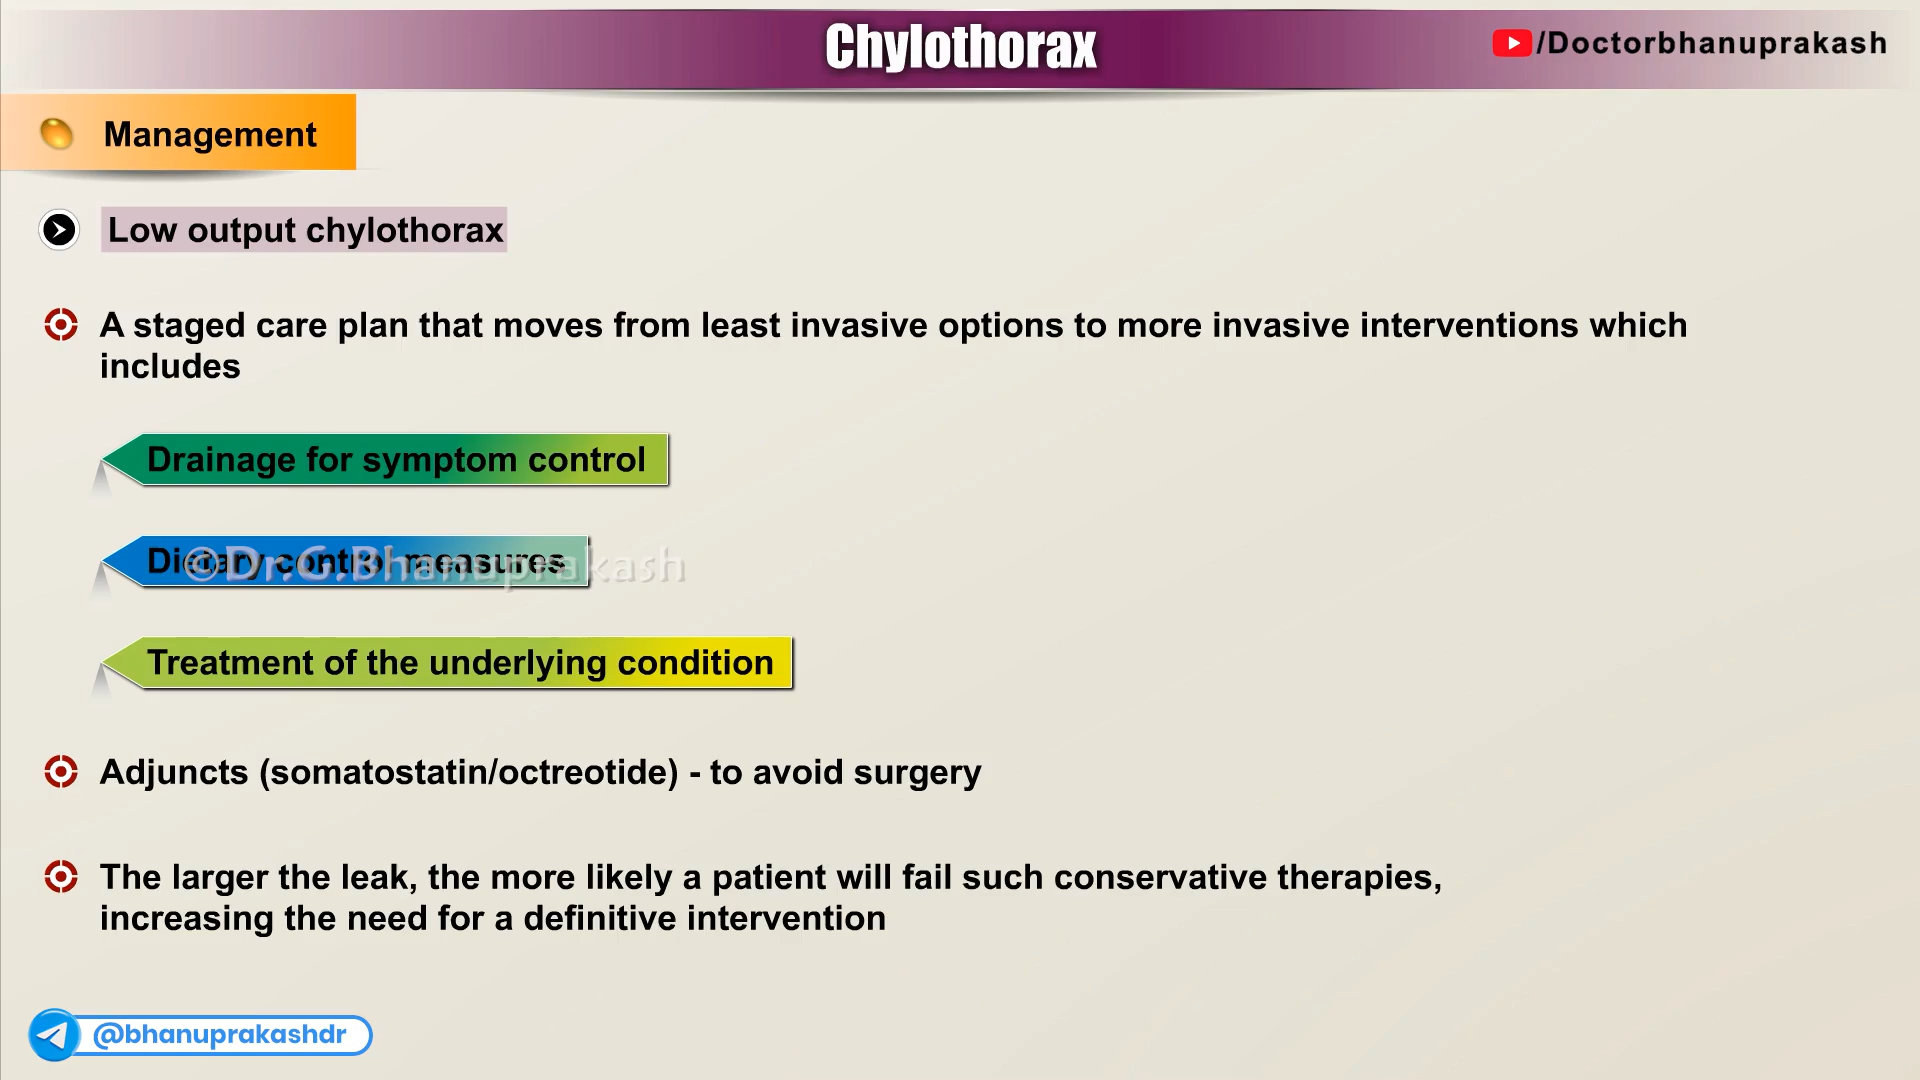 Chylothorax
/Doctorbhanuprakash
Management
Low output chylothorax
A staged care plan that moves from least invasive options to more invasive interventions which
includes
Drainage for symptom control
Dietary control measures
©Dr.G.Bhanuprakash
Treatment of the underlying condition
Adjuncts (somatostatin/octreotide) - to avoid surgery
The larger the leak, the more likely a patient will fail such conservative therapies,
increasing the need for a definitive intervention
@bhanuprakashdr